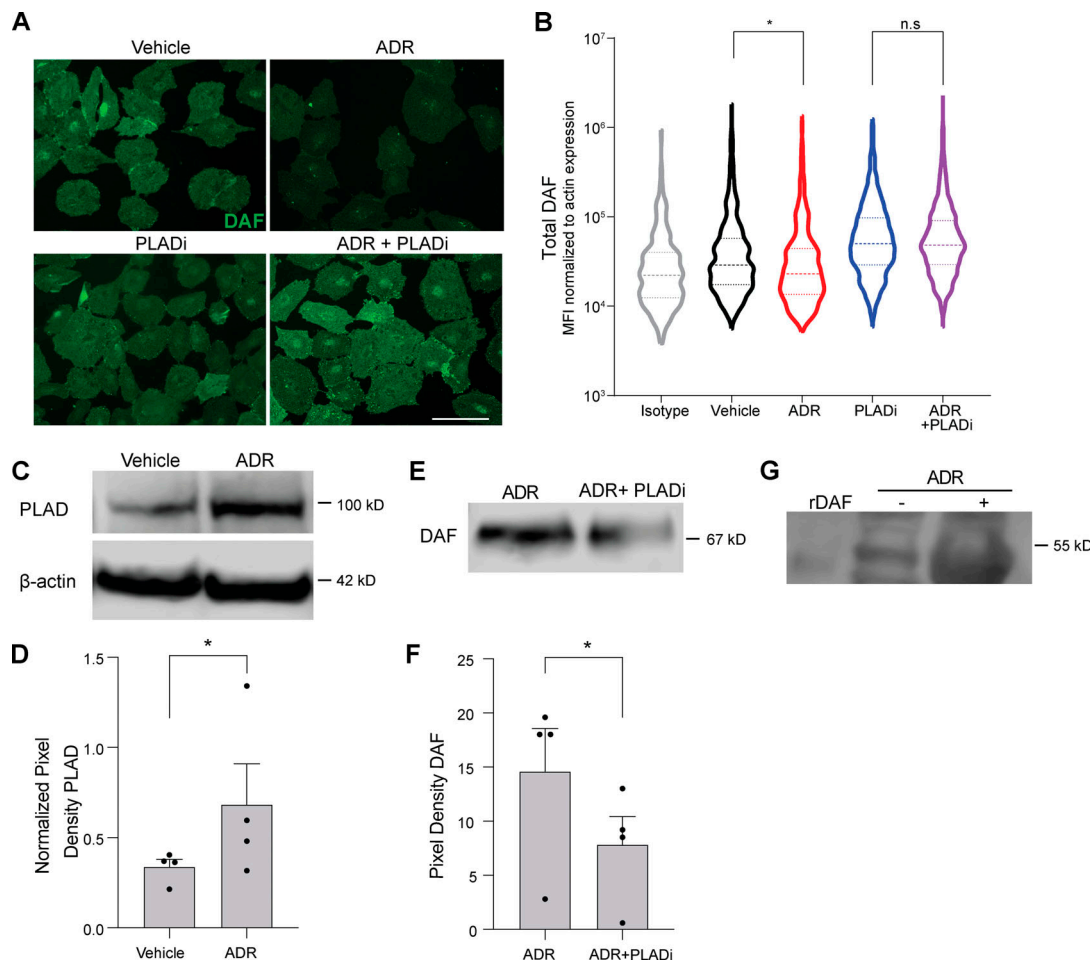 A
Vehicle
ADR
DAF
PLADi
ADR + PLADi
B
*
n.s
Total DAF
MFI normalized to actin expression
10⁷
10⁶
10⁵
10⁴
10³
Isotype
Vehicle
ADR
PLADi
ADR
+PLADi
C
Vehicle
ADR
PLAD
100 kD
β-actin
42 kD
E
ADR
ADR+ PLADi
DAF
67 kD
G
ADR
rDAF
-
+
55 kD
D
*
Normalized Pixel
Density PLAD
1.5
1.0
0.5
0.0
Vehicle
ADR
F
*
Pixel Density DAF
25
20
15
10
5
0
ADR
ADR+PLADi